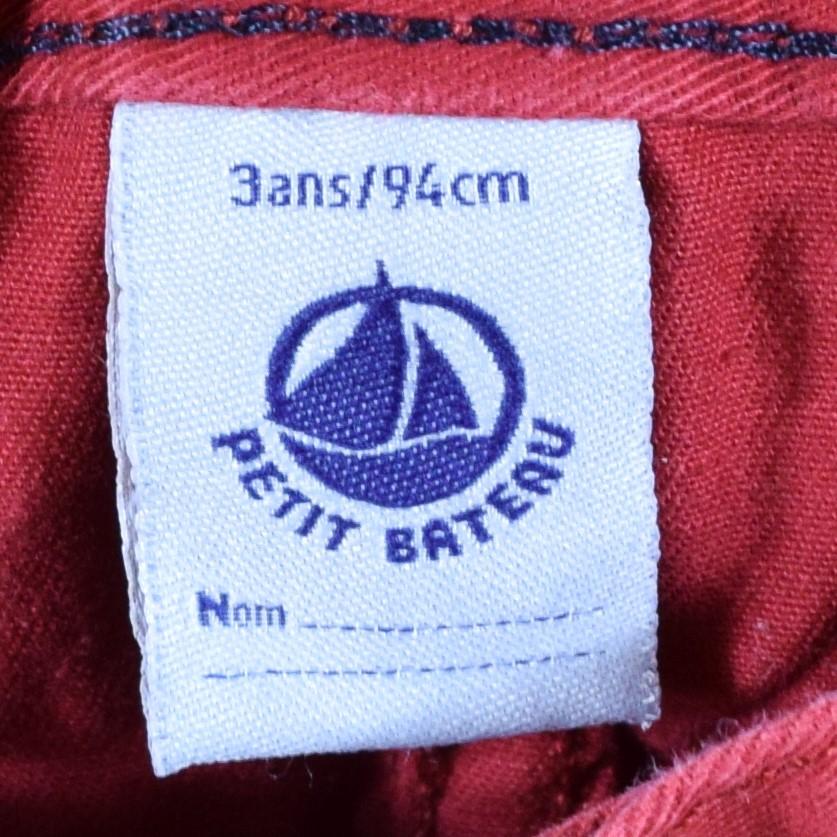 3ans/94cm
PETIT BATEAU
Nom